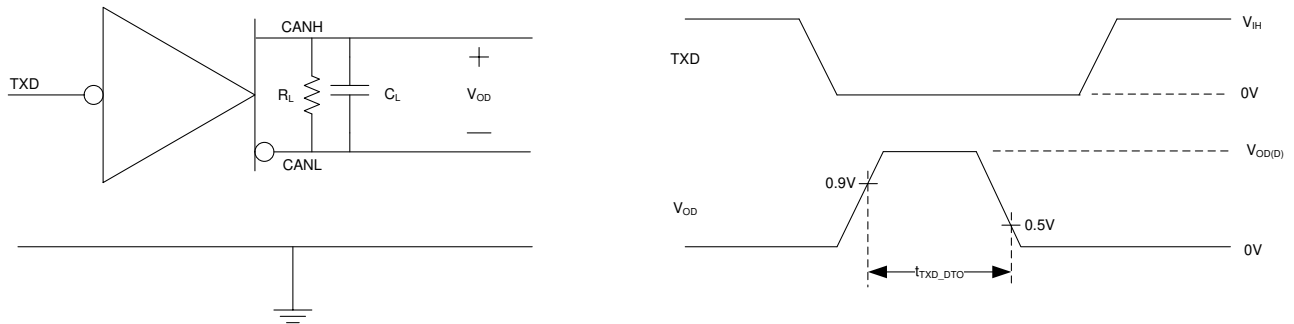 CANH
TXD
R_L
C_L
+
V_OD
—
CANL
V_IH
TXD
0V
V_OD(D)
0.9V
V_OD
0.5V
0V
t_TXD_DTO